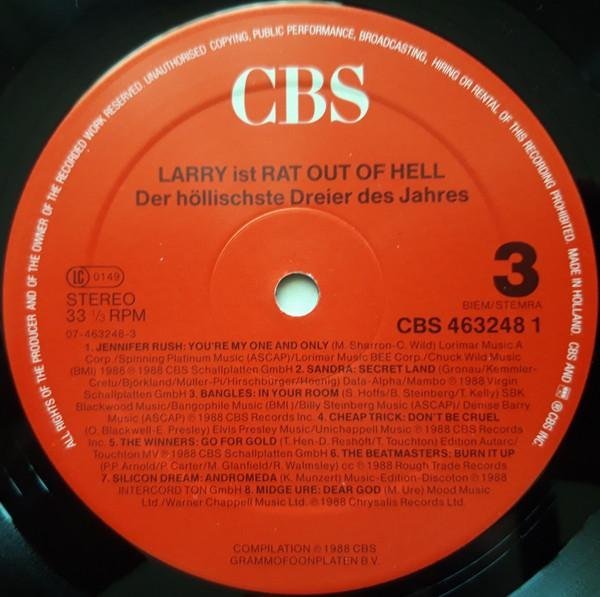 ALL RIGHTS OF THE PRODUCER AND OF THE OWNER OF THE RECORDED WORK RESERVED. UNAUTHORISED COPYING, PUBLIC PERFORMANCE, BROADCASTING, HIRING OR RENTAL OF THIS RECORDING PROHIBITED. MADE IN HOLLAND. CBS AND ℗ CBS INC.
CBS
LARRY ist RAT OUT OF HELL
Der höllischste Dreier des Jahres
LC 0149
STEREO
33 1/3 RPM
07-463248-3
3
BIEM/STEMRA
CBS 463248 1
1. JENNIFER RUSH: YOU'RE MY ONE AND ONLY (M. Sharron-C. Wild) Lorimar Music A
Corp./Spinning Platinum Music (ASCAP)/Lorimar Music BEE Corp./Chuck Wild Music
(BMI) 1988 ℗ 1988 CBS Schallplatten GmbH 2. SANDRA: SECRET LAND (Gronau/Kemmler-
Cretu/Björklund/Müller-Pi/Hirschburger/Hoenig) Data-Alpha/Mambo ℗ 1988 Virgin
Schallplatten GmbH 3. BANGLES: IN YOUR ROOM (S. Hoffs/B. Steinberg/T. Kelly) SBK
Blackwood Music/Bangophile Music (BMI)/Billy Steinberg Music (ASCAP)/Denise Barry
Music (ASCAP) ℗ 1988 CBS Records Inc. 4. CHEAP TRICK: DON'T BE CRUEL
(O. Blackwell-E. Presley) Elvis Presley Music/Unichappell Music ℗ 1988 CBS Records
Inc. 5. THE WINNERS: GO FOR GOLD (T. Hen-D. Reshöft/T. Touchton) Edition Autarc/
Touchton MV ℗ 1988 CBS Schallplatten GmbH 6. THE BEATMASTERS: BURN IT UP
(P.P. Arnold/P. Carter/M. Glanfield/R. Walmsley) cc ℗ 1988 Rough Trade Records
7. SILICON DREAM: ANDROMEDA (K. Munzert) Music-Edition-Discoton ℗ 1988
INTERCORD TON GmbH 8. MIDGE URE: DEAR GOD (M. Ure) Mood Music
Ltd./Warner Chappell Music Ltd. ℗ 1988 Chrysalis Records Ltd.
COMPILATION ℗ 1988 CBS
GRAMMOFOONPLATEN B.V.